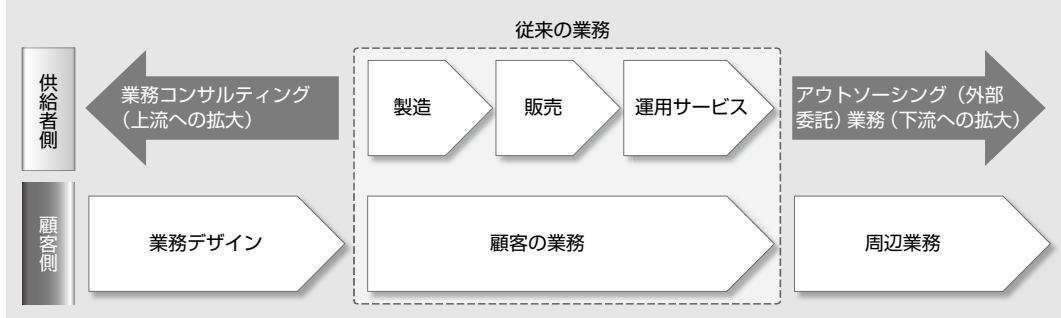 従来の業務
供給者側
業務コンサルティング
（上流への拡大）
製造
販売
運用サービス
アウトソーシング（外部
委託）業務（下流への拡大）
顧客側
業務デザイン
顧客の業務
周辺業務